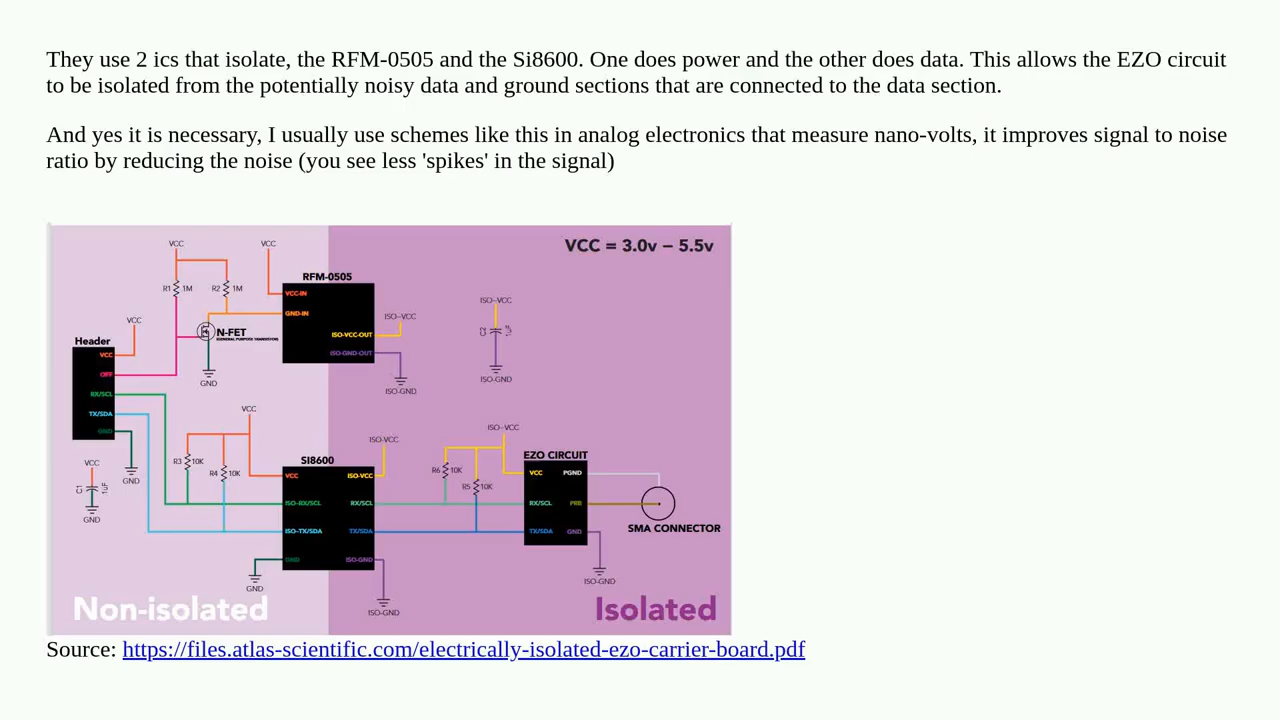 They use 2 ics that isolate, the RFM-0505 and the Si8600. One does power and the other does data. This allows the EZO circuit
to be isolated from the potentially noisy data and ground sections that are connected to the data section.
And yes it is necessary, I usually use schemes like this in analog electronics that measure nano-volts, it improves signal to noise
ratio by reducing the noise (you see less 'spikes' in the signal)
VCC = 3.0v – 5.5v
VCC
VCC
RFM-0505
R1 1M
R2 1M
VCC-IN
GND-IN
ISO-VCC-OUT
ISO-GND-OUT
ISO-VCC
ISO-GND
N-FET
(GENERAL PURPOSE TRANSISTOR)
GND
ISO-VCC
C2
ISO-GND
VCC
Header
VCC
OFF
RX/SCL
TX/SDA
GND
GND
VCC
C1 .1uF
GND
VCC
R3 10K
R4 10K
SI8600
VCC
ISO-RX/SCL
ISO-TX/SDA
GND
ISO-VCC
RX/SCL
TX/SDA
ISO-GND
GND
ISO-VCC
ISO-GND
ISO-VCC
R6 10K
R5 10K
EZO CIRCUIT
VCC PGND
RX/SCL PRB
TX/SDA GND
ISO-GND
SMA CONNECTOR
Non-isolated
Isolated
Source: https://files.atlas-scientific.com/electrically-isolated-ezo-carrier-board.pdf